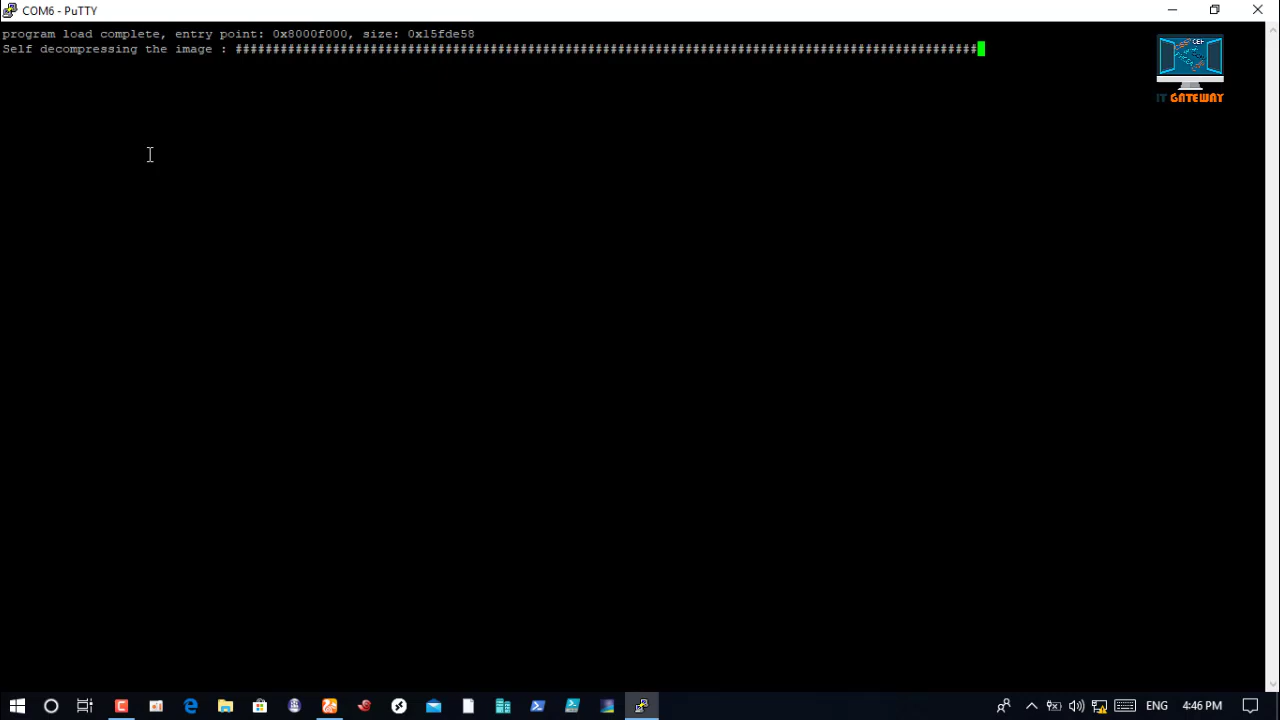 COM6 - PuTTY
program load complete, entry point: 0x8000f000, size: 0x15fde58
Self decompressing the image : ###################################################################################################
CEF
IT GATEWAY
ENG
4:46 PM